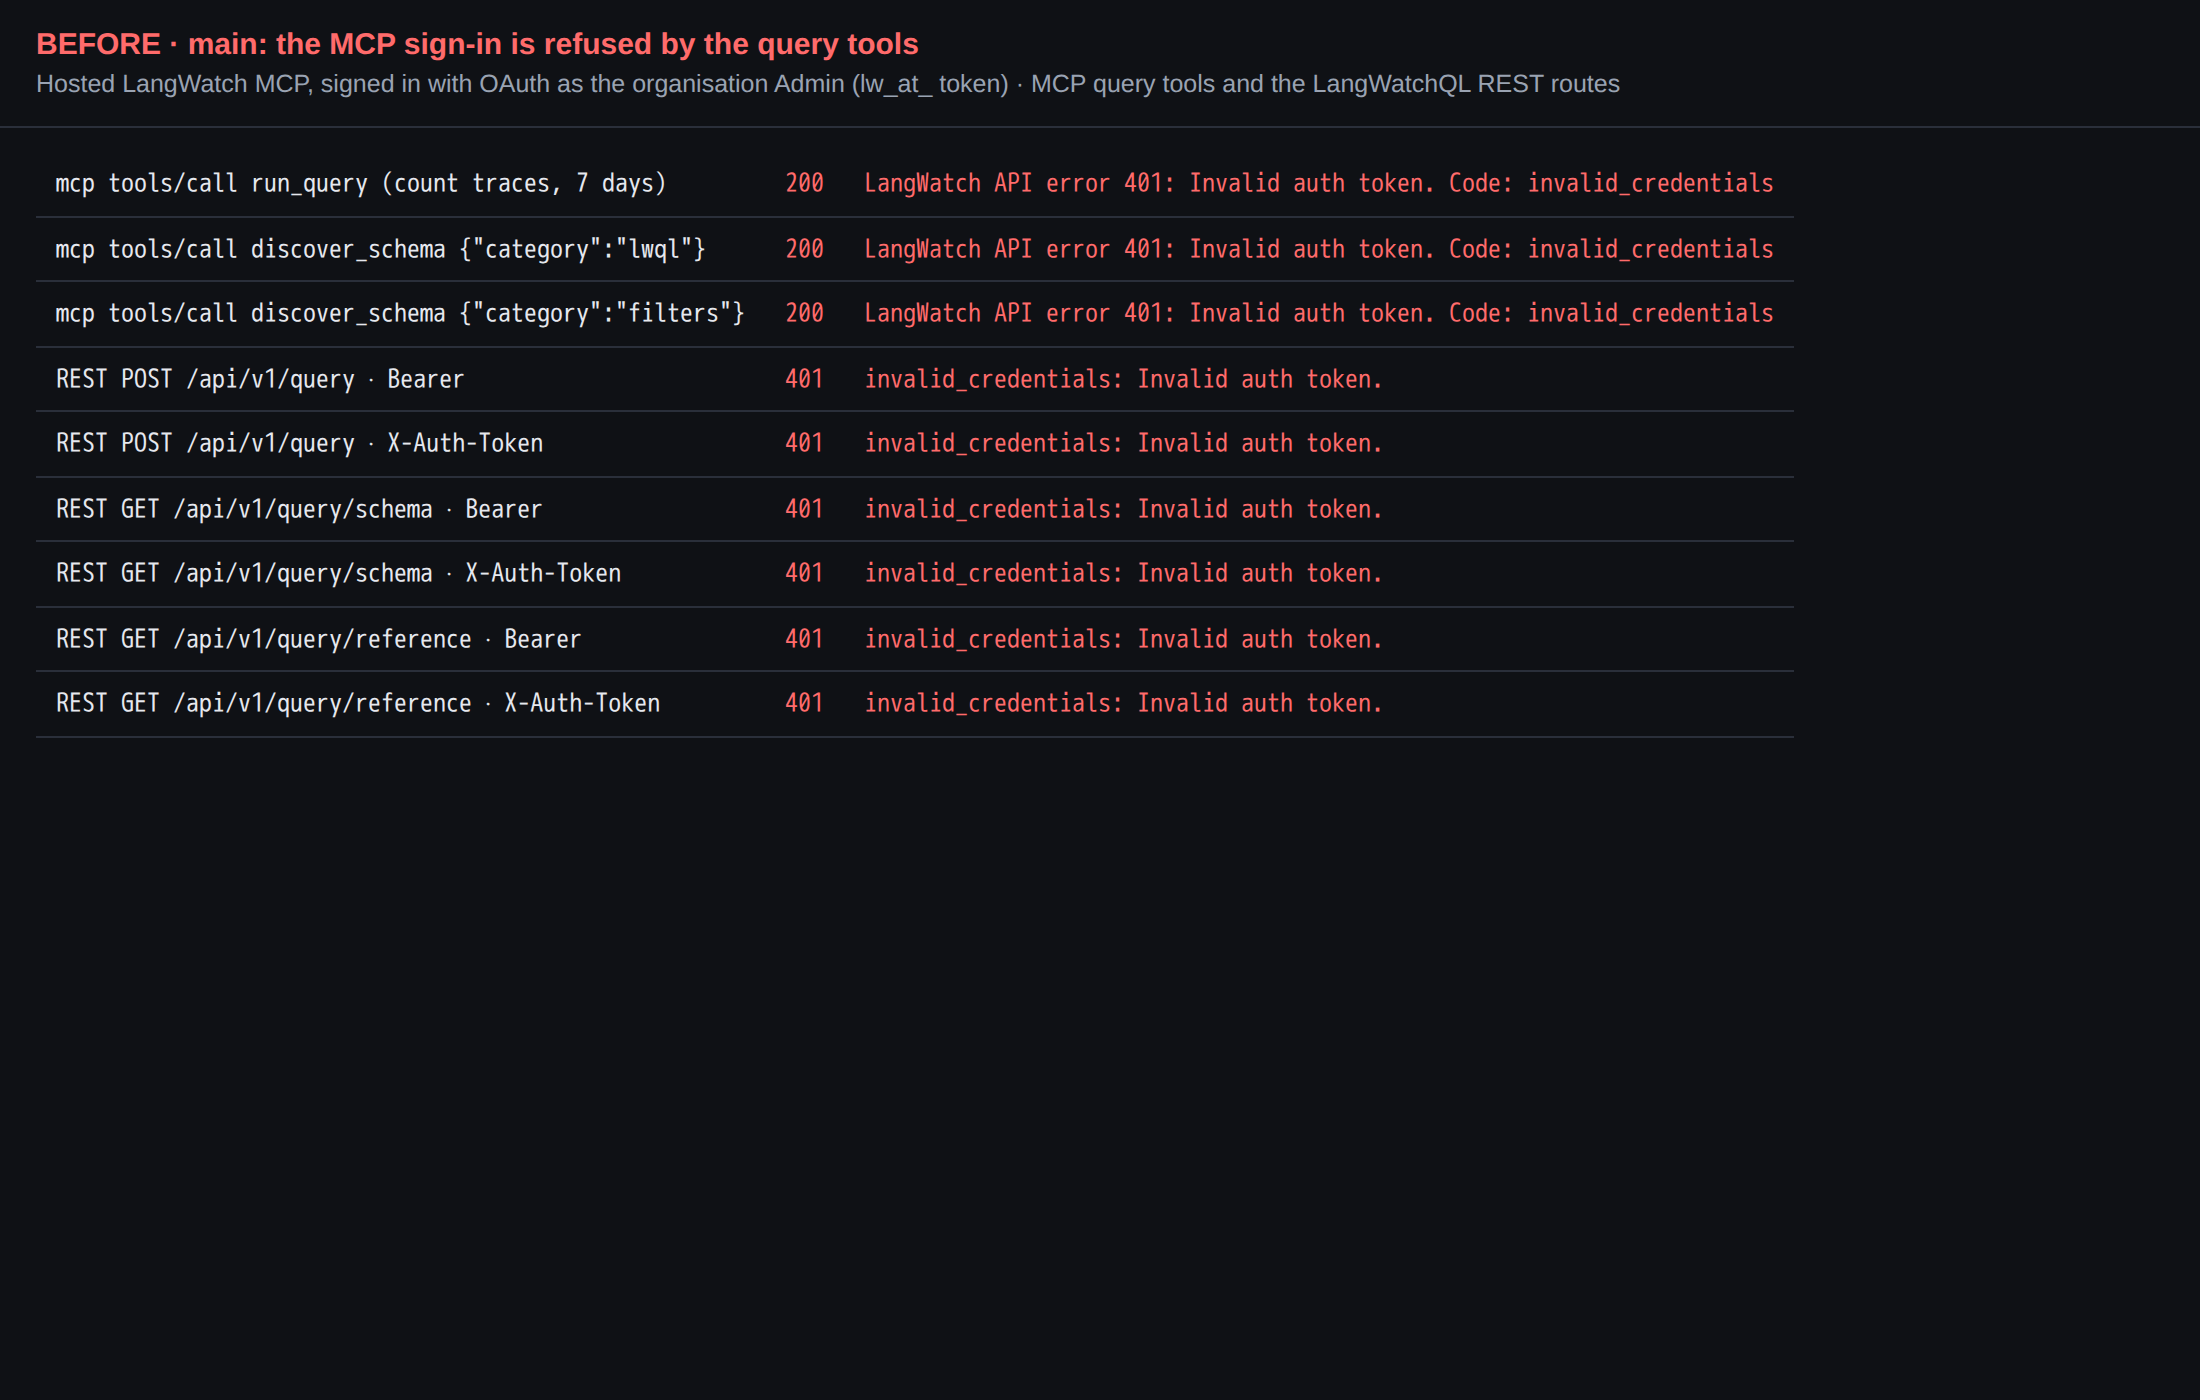 BEFORE · main: the MCP sign-in is refused by the query tools
Hosted LangWatch MCP, signed in with OAuth as the organisation Admin (lw_at_ token) · MCP query tools and the LangWatchQL REST routes
mcp tools/call run_query (count traces, 7 days) 200 LangWatch API error 401: Invalid auth token. Code: invalid_credentials
mcp tools/call discover_schema {"category":"lwql"} 200 LangWatch API error 401: Invalid auth token. Code: invalid_credentials
mcp tools/call discover_schema {"category":"filters"} 200 LangWatch API error 401: Invalid auth token. Code: invalid_credentials
REST POST /api/v1/query · Bearer 401 invalid_credentials: Invalid auth token.
REST POST /api/v1/query · X-Auth-Token 401 invalid_credentials: Invalid auth token.
REST GET /api/v1/query/schema · Bearer 401 invalid_credentials: Invalid auth token.
REST GET /api/v1/query/schema · X-Auth-Token 401 invalid_credentials: Invalid auth token.
REST GET /api/v1/query/reference · Bearer 401 invalid_credentials: Invalid auth token.
REST GET /api/v1/query/reference · X-Auth-Token 401 invalid_credentials: Invalid auth token.